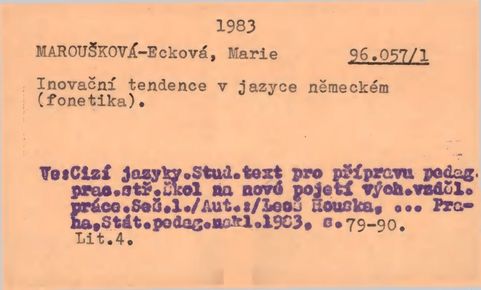 1983
MAROUŠKOVÁ-Ecková, Marie 96.057/1
Inovační tendence v jazyce německém
(fonetika).
Ve:Cizí jazyky.Stud.text pro přípravu pedag.
prac.stř.škol na nové pojetí vých.vzděl.
práce.Seš.1./Aut.:/Leoš Houska, ... Pra-
ha,Stát.pedag.nakl.1983, s.79-90.
Lit.4.